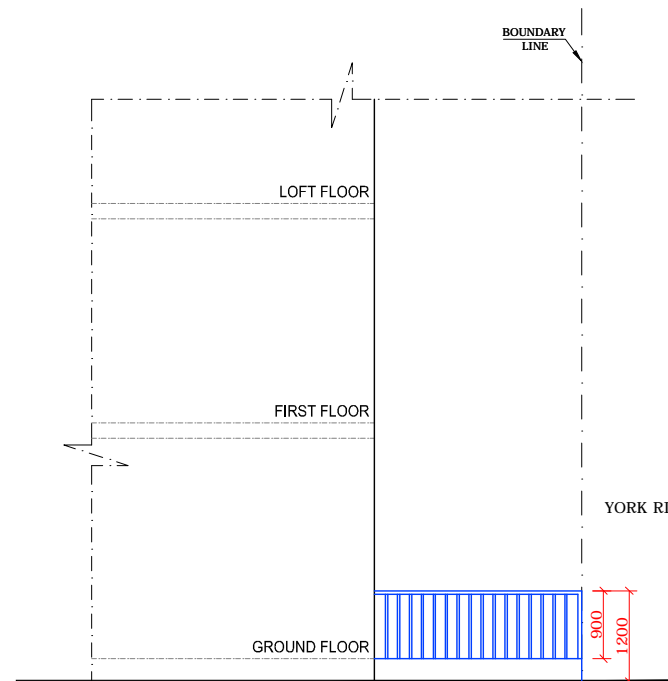 BOUNDARY
LINE
LOFT FLOOR
FIRST FLOOR
YORK
GROUND FLOOR
900
1200